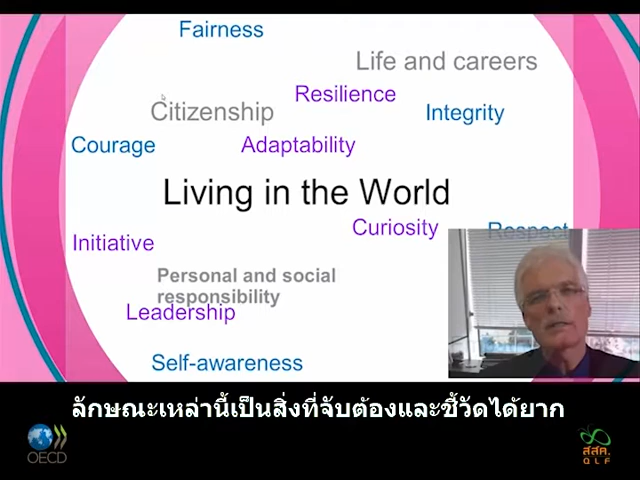 Fairness
Life and careers
Resilience
Citizenship
Integrity
Courage
Adaptability
Living in the World
Curiosity
Respect
Initiative
Personal and social
responsibility
Leadership
Self-awareness
ลักษณะเหล่านี้เป็นสิ่งที่จับต้องและชี้วัดได้ยาก
OECD
สสค.
QLF